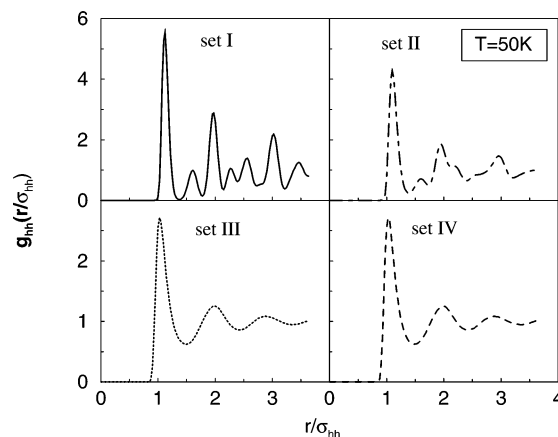 6
set I
set II
T=50K
4
2
0
g_hh(r/σ_hh)
set III
set IV
2
1
0
0 1 2 3 0 1 2 3 4
r/σ_hh